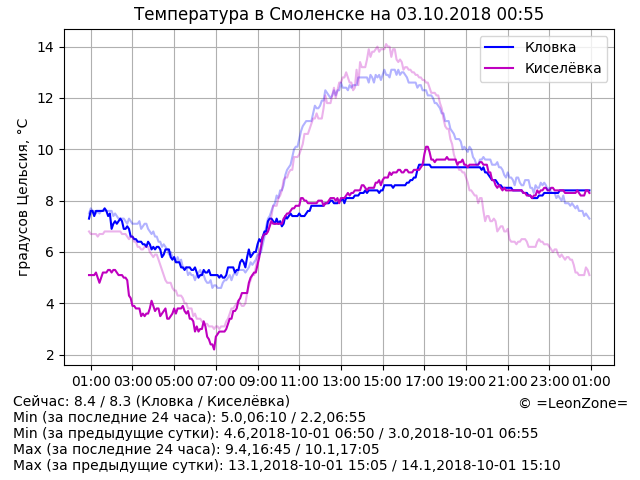 Температура в Смоленске на 03.10.2018 00:55
Кловка
Киселёвка
градусов Цельсия, °C
14
12
10
8
6
4
2
01:00 03:00 05:00 07:00 09:00 11:00 13:00 15:00 17:00 19:00 21:00 23:00 01:00
Сейчас: 8.4 / 8.3 (Кловка / Киселёвка)
© =LeonZone=
Min (за последние 24 часа): 5.0,06:10 / 2.2,06:55
Min (за предыдущие сутки): 4.6,2018-10-01 06:50 / 3.0,2018-10-01 06:55
Max (за последние 24 часа): 9.4,16:45 / 10.1,17:05
Max (за предыдущие сутки): 13.1,2018-10-01 15:05 / 14.1,2018-10-01 15:10